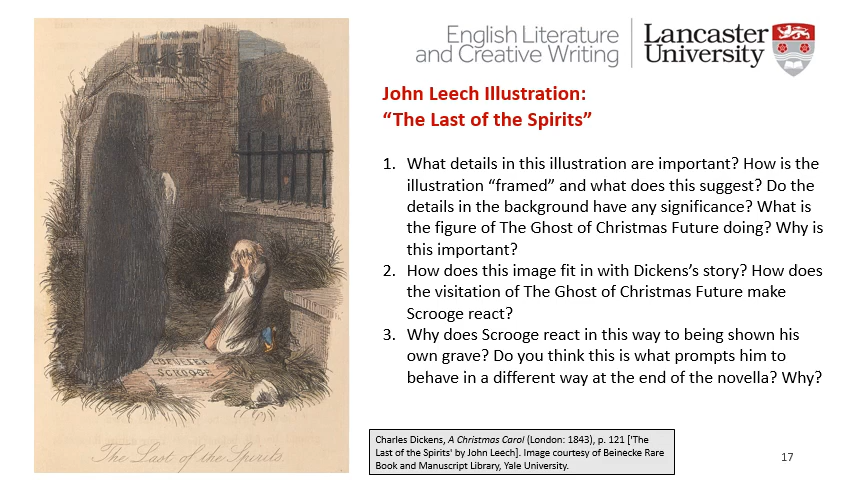 English Literature
and Creative Writing
Lancaster
University
John Leech Illustration:
“The Last of the Spirits”
1. What details in this illustration are important? How is the
illustration “framed” and what does this suggest? Do the
details in the background have any significance? What is
the figure of The Ghost of Christmas Future doing? Why is
this important?
2. How does this image fit in with Dickens’s story? How does
the visitation of The Ghost of Christmas Future make
Scrooge react?
3. Why does Scrooge react in this way to being shown his
own grave? Do you think this is what prompts him to
behave in a different way at the end of the novella? Why?
EBENEZER
SCROOGE
The Last of the Spirits.
Charles Dickens, A Christmas Carol (London: 1843), p. 121 ['The
Last of the Spirits' by John Leech]. Image courtesy of Beinecke Rare
Book and Manuscript Library, Yale University.
17